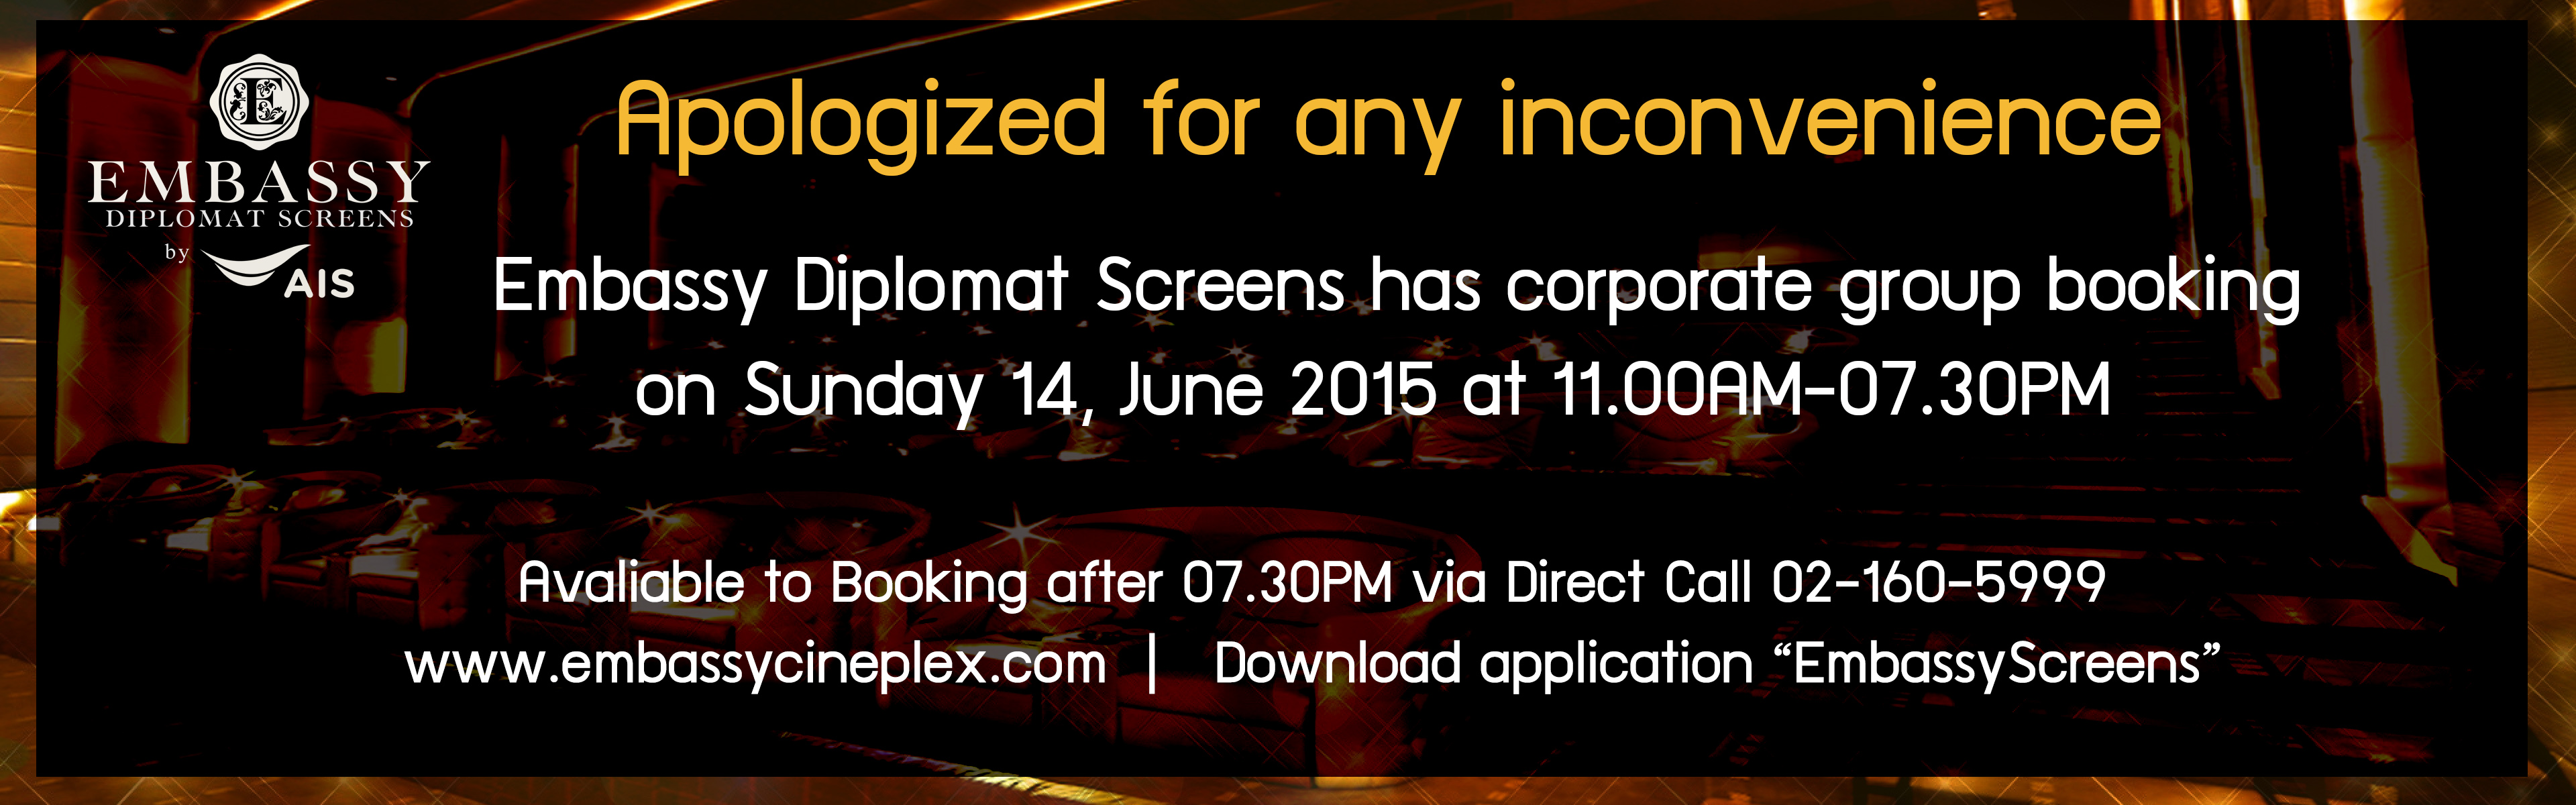 E
EMBASSY
DIPLOMAT SCREENS
by AIS
Apologized for any inconvenience
Embassy Diplomat Screens has corporate group booking
on Sunday 14, June 2015 at 11.00AM-07.30PM
Avaliable to Booking after 07.30PM via Direct Call 02-160-5999
www.embassycineplex.com | Download application “EmbassyScreens”